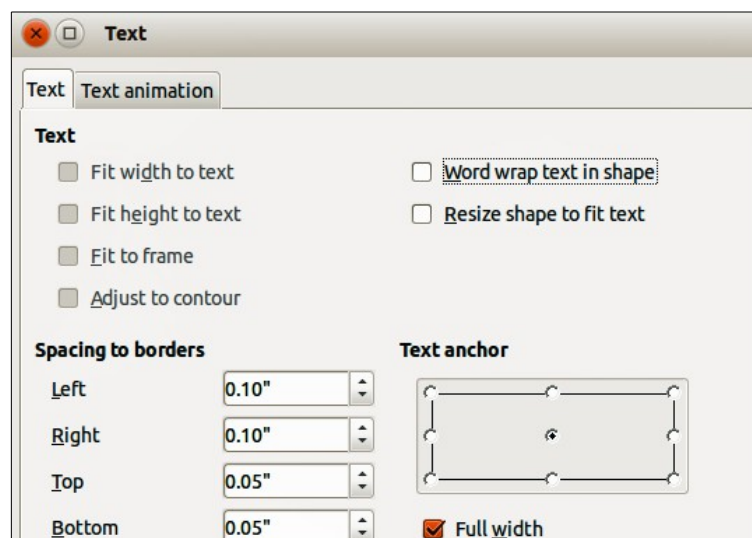 Text
Text Text animation
Text
Fit width to text
Fit height to text
Fit to frame
Adjust to contour
Word wrap text in shape
Resize shape to fit text
Spacing to borders
Left 0.10"
Right 0.10"
Top 0.05"
Bottom 0.05"
Text anchor
Full width